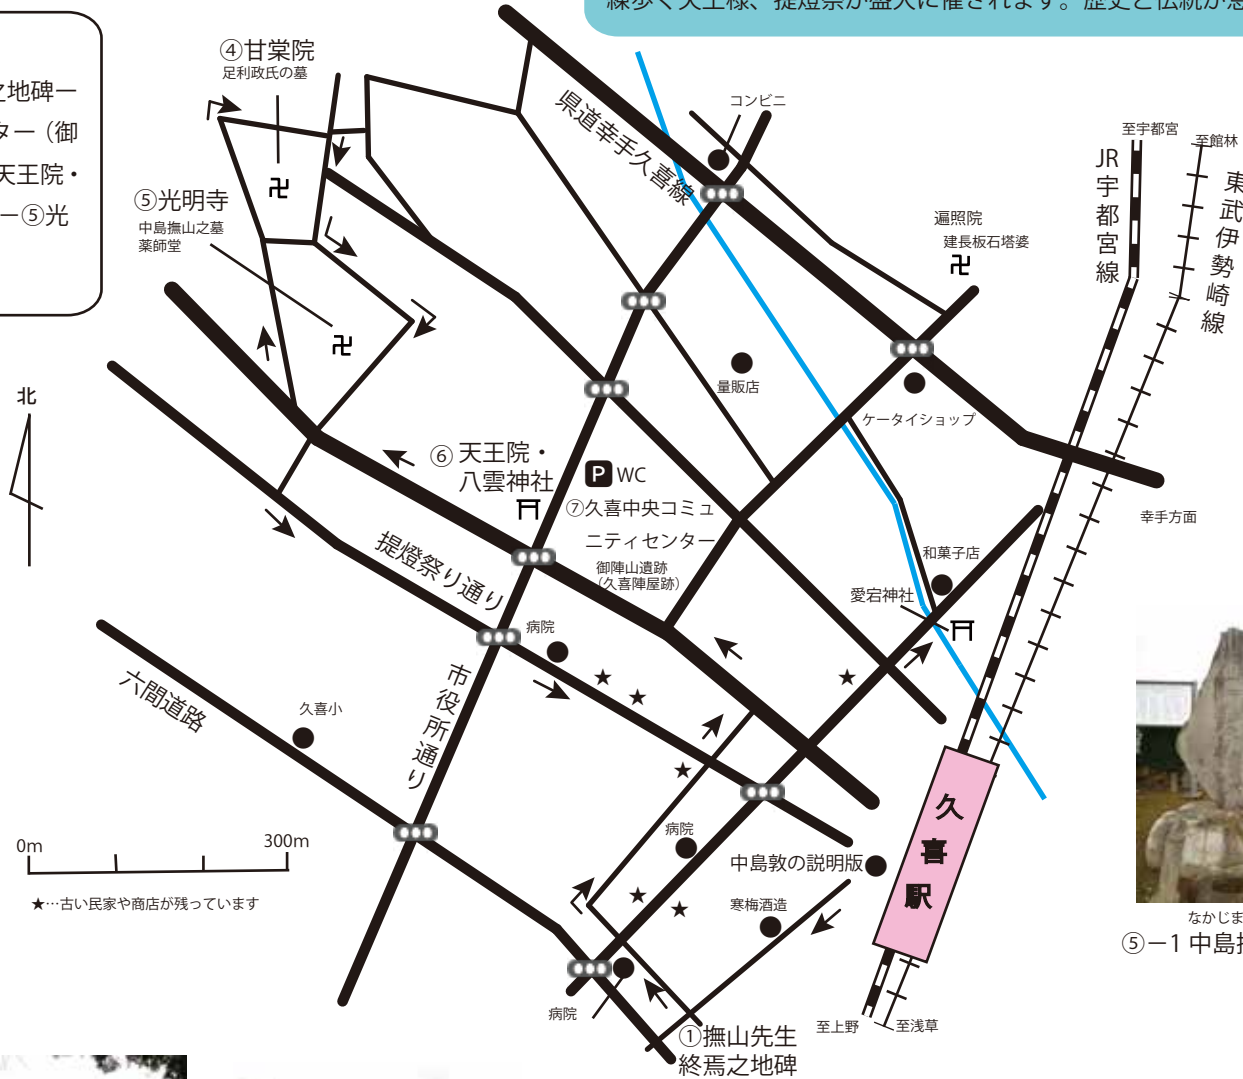 練歩く天王様、提燈祭が盛大に催されます。歴史と伝統が息
之地碑ー
ター（御
天王院・
ー⑤光
④甘棠院
足利政氏の墓
⑤光明寺
中島撫山之墓
薬師堂
県道幸手久喜線
コンビニ
至宇都宮
至館林
JR宇都宮線
東武伊勢崎線
遍照院
建長板石塔婆
北
量販店
ケータイショップ
⑥天王院・
八雲神社
P WC
⑦久喜中央コミュ
ニティセンター
御陣山遺跡
（久喜陣屋跡）
幸手方面
提燈祭り通り
和菓子店
愛宕神社
病院
市役所通り
六間道路
久喜小
0m
300m
★…古い民家や商店が残っています
病院
中島敦の説明版
久喜駅
寒梅酒造
病院
①撫山先生
終焉之地碑
至上野
至浅草
なかじま
⑤ー1 中島